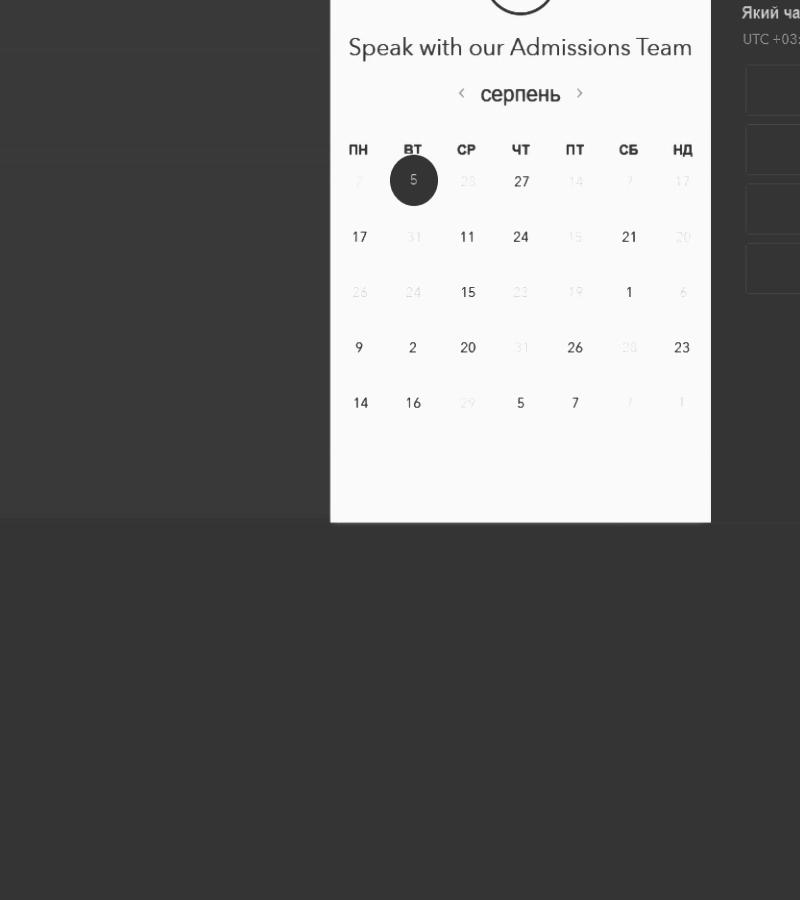 Який ча
Speak with our Admissions Team
UTC +03:
серпень
ПН ВТ СР ЧТ ПТ СБ НД
7 5 28 27 14 7 17
17 31 11 24 15 21 20
26 24 15 23 19 1 6
9 2 20 31 26 28 23
14 16 29 5 7 1